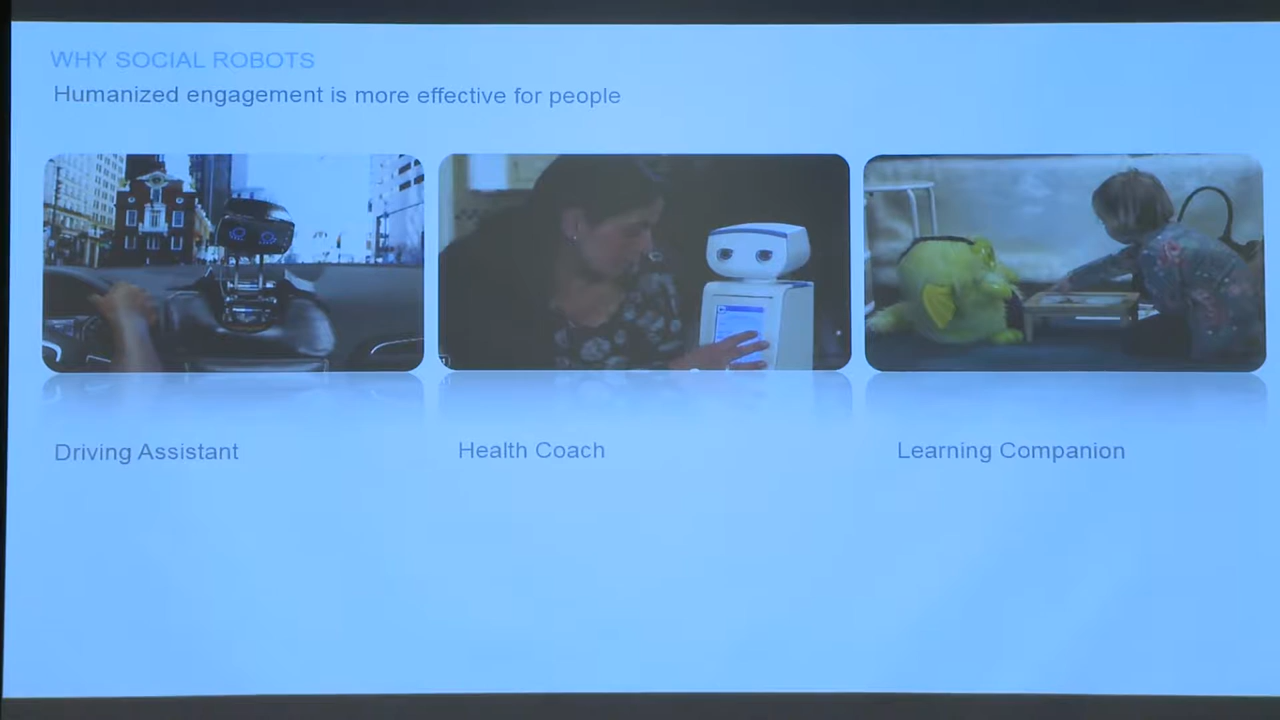 WHY SOCIAL ROBOTS
Humanized engagement is more effective for people
Driving Assistant
Health Coach
Learning Companion